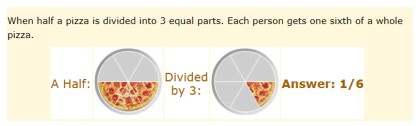 When half a pizza is divided into 3 equal parts. Each person gets one sixth of a whole
pizza.
A Half: Divided by 3: Answer: 1/6